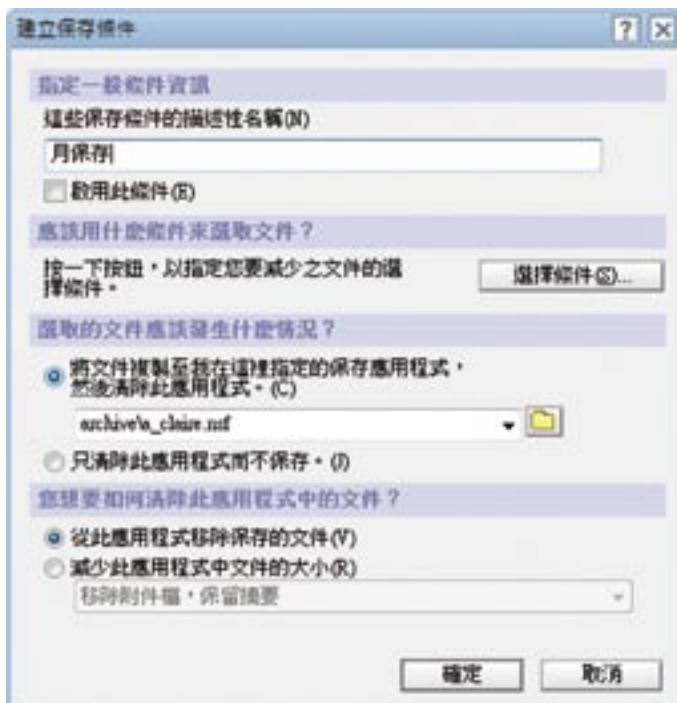 建立保存條件
指定一般條件資訊
這些保存條件的描述性名稱(N)
月保存
啟用此條件(E)
應該用什麼條件來選取文件？
按一下按鈕，以指定您要減少之文件的選
擇條件。
選擇條件(S)...
選取的文件應該發生什麼情況？
將文件複製至我在這裡指定的保存應用程式，
然後清除此應用程式。(C)
archive\a_claire.nsf
只清除此應用程式而不保存。(J)
您想要如何清除此應用程式中的文件？
從此應用程式移除保存的文件(V)
減少此應用程式中文件的大小(R)
移除附件檔，保留摘要
確定
取消